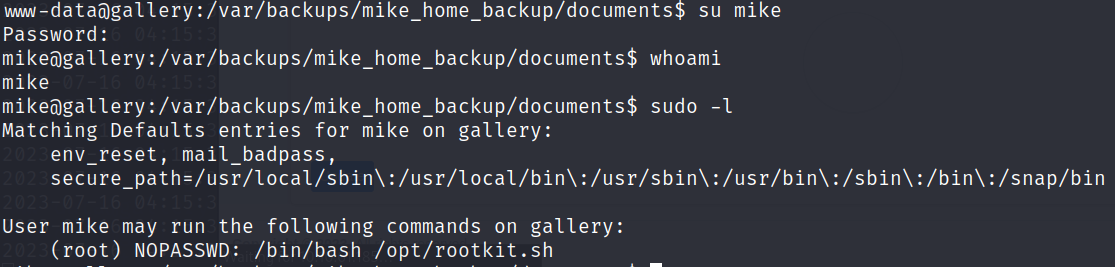 www-data@gallery:/var/backups/mike_home_backup/documents$ su mike
Password:
mike@gallery:/var/backups/mike_home_backup/documents$ whoami
mike
mike@gallery:/var/backups/mike_home_backup/documents$ sudo -l
Matching Defaults entries for mike on gallery:
    env_reset, mail_badpass,
    secure_path=/usr/local/sbin\:/usr/local/bin\:/usr/sbin\:/usr/bin\:/sbin\:/bin\:/snap/bin

User mike may run the following commands on gallery:
    (root) NOPASSWD: /bin/bash /opt/rootkit.sh